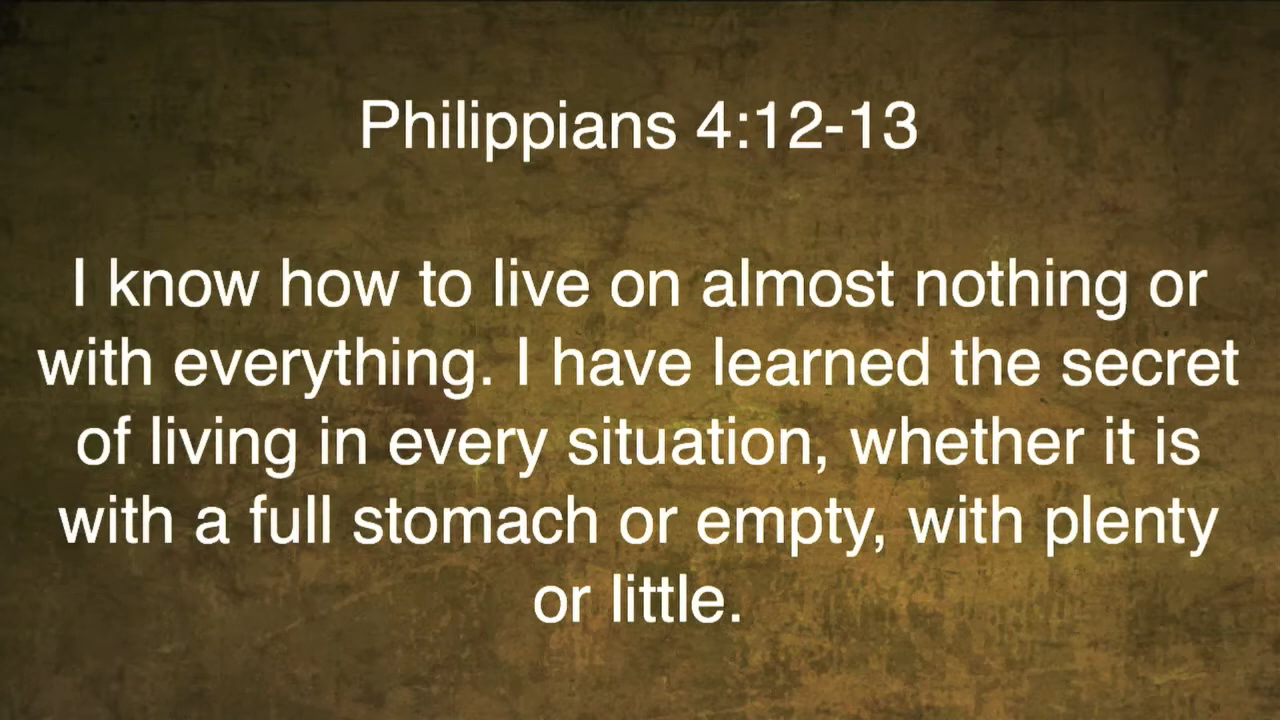 Philippians 4:12-13
I know how to live on almost nothing or
with everything. I have learned the secret
of living in every situation, whether it is
with a full stomach or empty, with plenty
or little.